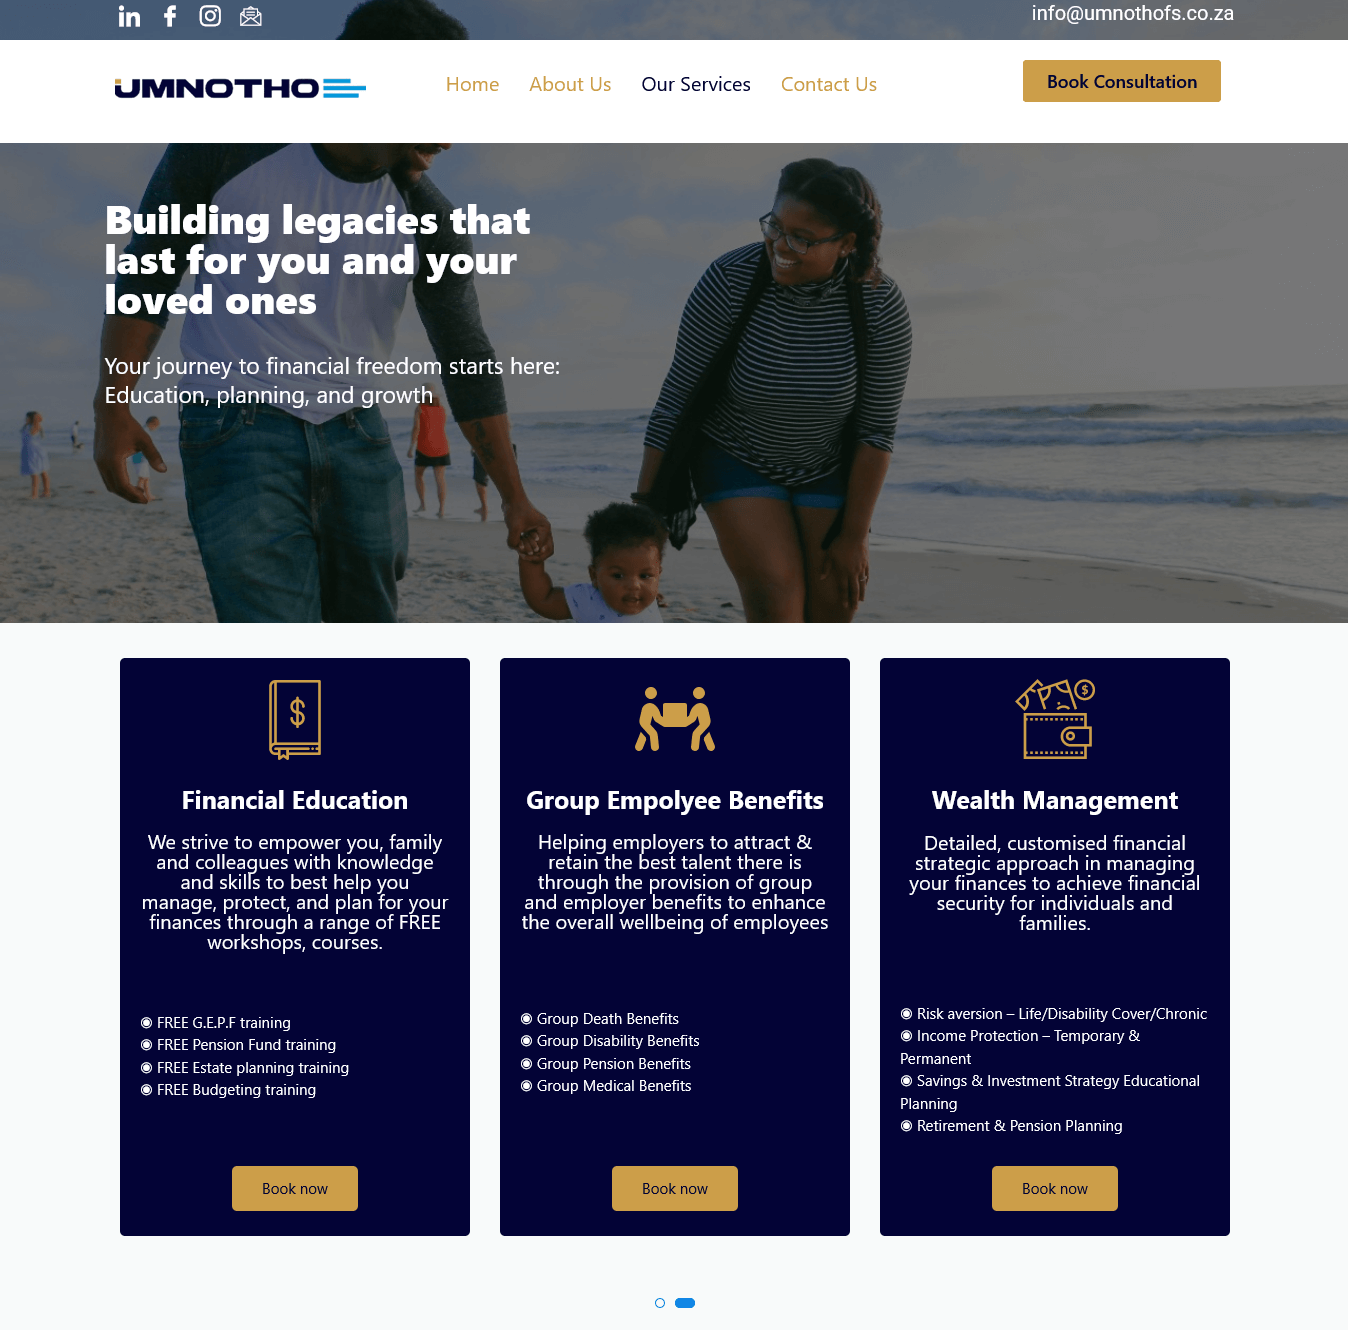 info@umnothofs.co.za
UMNOTHO
Home
About Us
Our Services
Contact Us
Book Consultation
Building legacies that
last for you and your
loved ones
Your journey to financial freedom starts here:
Education, planning, and growth
Financial Education
We strive to empower you, family
and colleagues with knowledge
and skills to best help you
manage, protect, and plan for your
finances through a range of FREE
workshops, courses.
◉ FREE G.E.P.F training
◉ FREE Pension Fund training
◉ FREE Estate planning training
◉ FREE Budgeting training
Book now
Group Empolyee Benefits
Helping employers to attract &
retain the best talent there is
through the provision of group
and employer benefits to enhance
the overall wellbeing of employees
◉ Group Death Benefits
◉ Group Disability Benefits
◉ Group Pension Benefits
◉ Group Medical Benefits
Book now
Wealth Management
Detailed, customised financial
strategic approach in managing
your finances to achieve financial
security for individuals and
families.
◉ Risk aversion – Life/Disability Cover/Chronic
◉ Income Protection – Temporary &
Permanent
◉ Savings & Investment Strategy Educational
Planning
◉ Retirement & Pension Planning
Book now